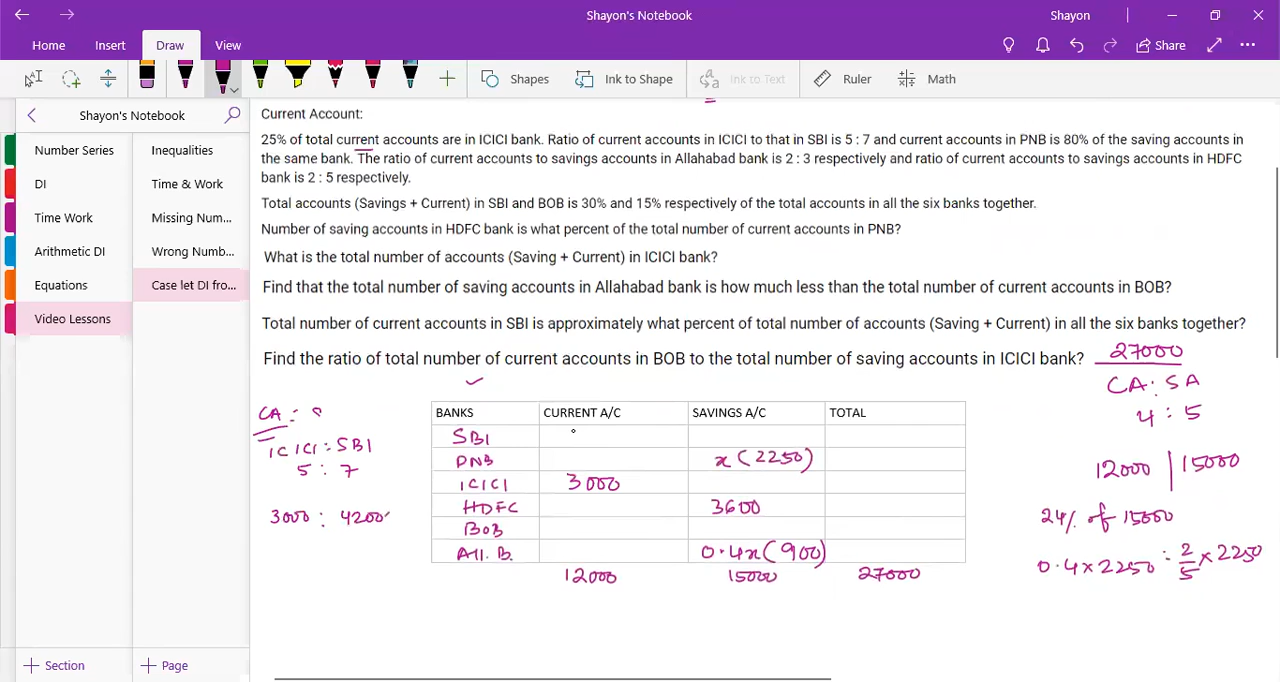 Shayon's Notebook
Shayon
Home
Insert
Draw
View
Share
Shapes
Ink to Shape
Ink to Text
Ruler
Math
Shayon's Notebook
Number Series
DI
Time Work
Arithmetic DI
Equations
Video Lessons
Inequalities
Time & Work
Missing Num...
Wrong Numb...
Case let DI fro...
Section
Page
Current Account:
25% of total current accounts are in ICICI bank. Ratio of current accounts in ICICI to that in SBI is 5 : 7 and current accounts in PNB is 80% of the saving accounts in
the same bank. The ratio of current accounts to savings accounts in Allahabad bank is 2 : 3 respectively and ratio of current accounts to savings accounts in HDFC
bank is 2 : 5 respectively.
Total accounts (Savings + Current) in SBI and BOB is 30% and 15% respectively of the total accounts in all the six banks together.
Number of saving accounts in HDFC bank is what percent of the total number of current accounts in PNB?
What is the total number of accounts (Saving + Current) in ICICI bank?
Find that the total number of saving accounts in Allahabad bank is how much less than the total number of current accounts in BOB?
Total number of current accounts in SBI is approximately what percent of total number of accounts (Saving + Current) in all the six banks together?
Find the ratio of total number of current accounts in BOB to the total number of saving accounts in ICICI bank?
27000
CA : SA
4 : 5
12000 | 15000
24% of 15000
0.4 x 2250 = 2/5 x 2250
CA :
ICICI : SBI
5 : 7
3000 : 4200
BANKS CURRENT A/C SAVINGS A/C TOTAL
SBI
PNB x (2250)
ICICI 3000
HDFC 3600
BOB
All. B. 0.4x (900)
12000 15000 27000